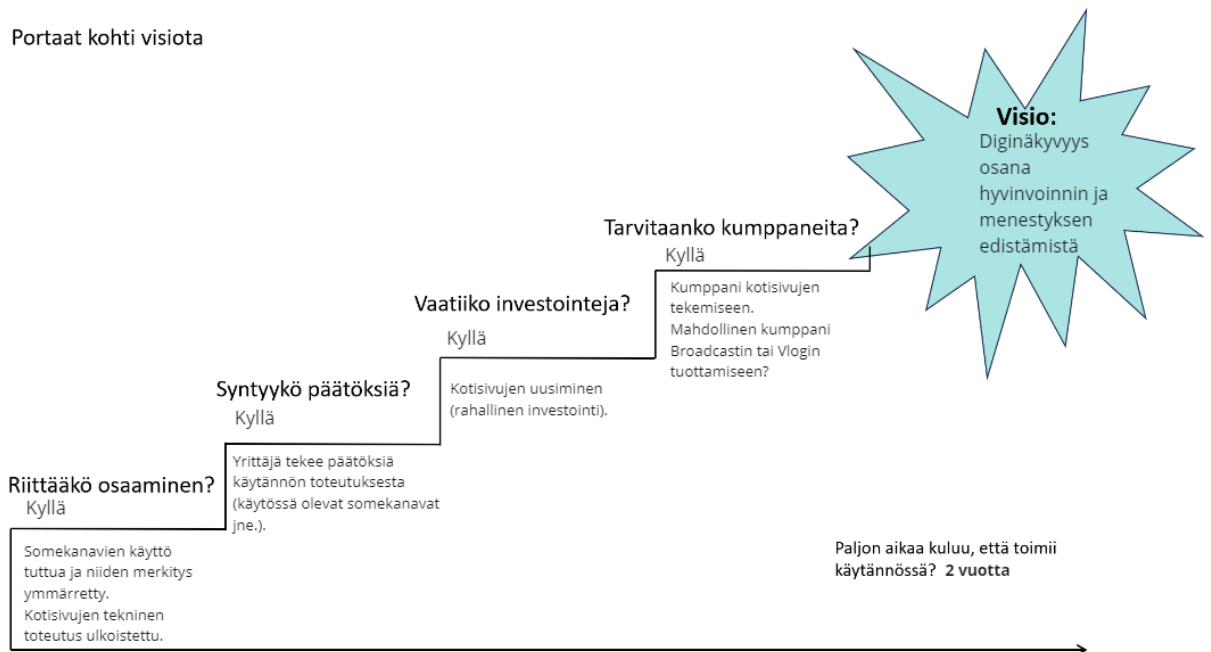 Portaat kohti visiota
Visio:
Diginäkyvyys
osana
hyvinvoinnin ja
menestyksen
edistämistä
Tarvitaanko kumppaneita?
Kyllä
Kumppani kotisivujen
tekemiseen.
Mahdollinen kumppani
Broadcastin tai Vlogin
tuottamiseen?
Vaatiiko investointeja?
Kyllä
Kotisivujen uusiminen
(rahallinen investointi).
Syntyykö päätöksiä?
Kyllä
Yrittäjä tekee päätöksiä
käytännön toteutuksesta
(käytössä olevat somekanavat
jne.).
Riittääkö osaaminen?
Kyllä
Somekanavien käyttö
tuttua ja niiden merkitys
ymmärretty.
Kotisivujen tekninen
toteutus ulkoistettu.
Paljon aikaa kuluu, että toimii
käytännössä? 2 vuotta